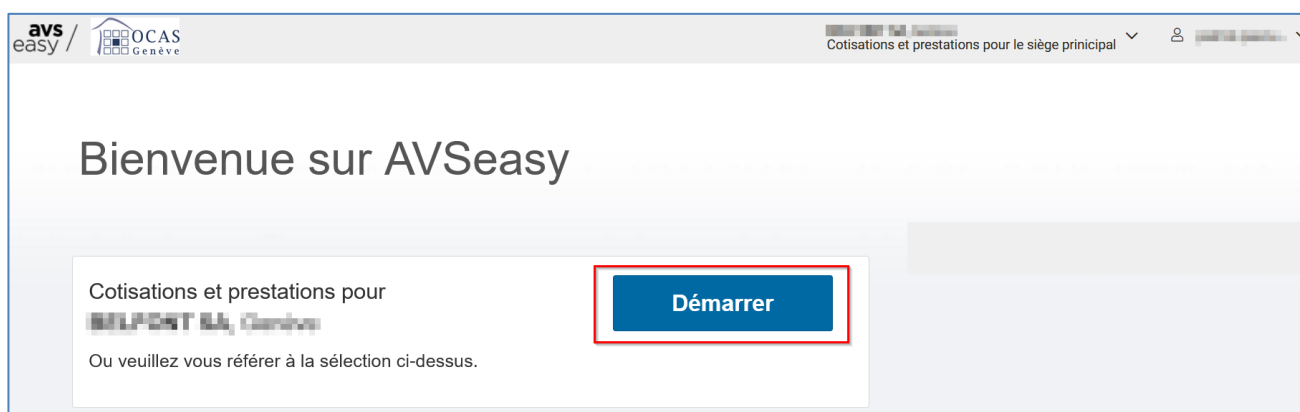 avs
easy
OCAS
Genève
Cotisations et prestations pour le siège prinicipal
Bienvenue sur AVSeasy
Cotisations et prestations pour
Démarrer
Ou veuillez vous référer à la sélection ci-dessus.